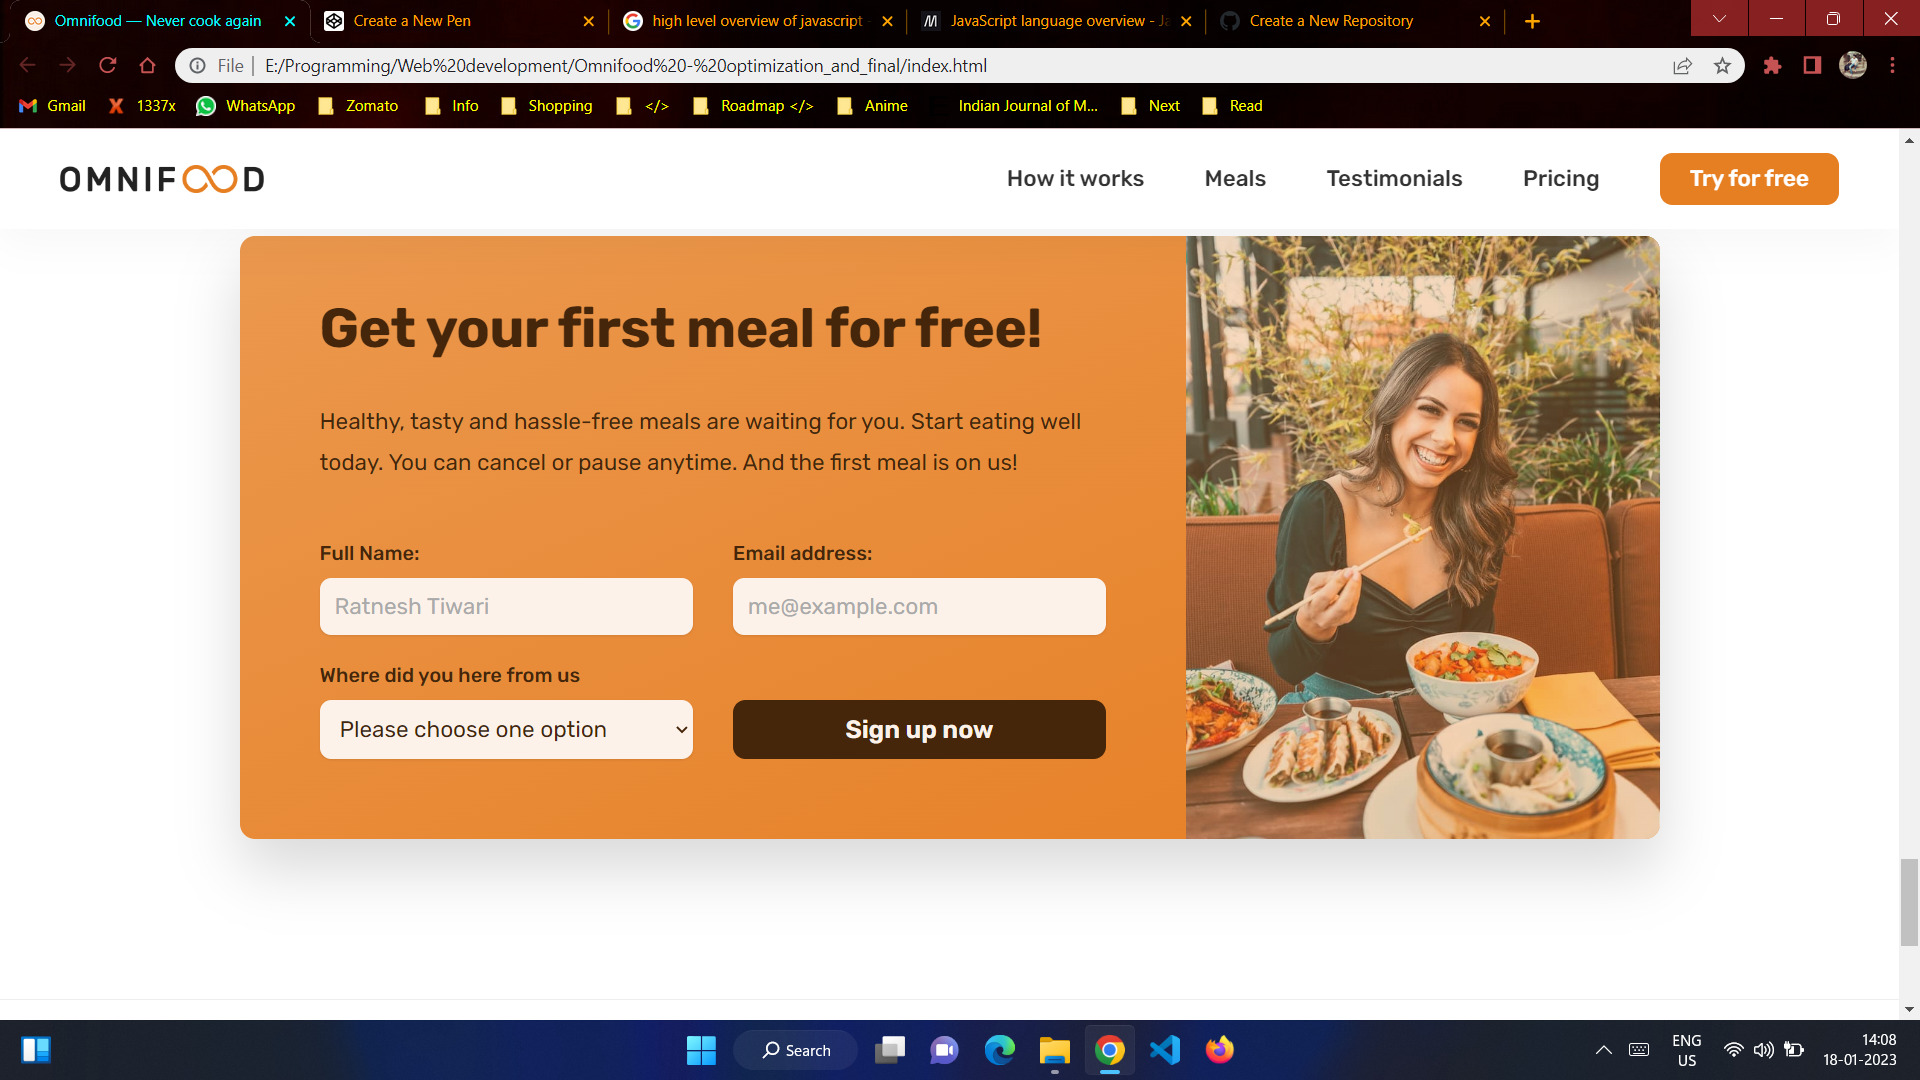 Omnifood — Never cook again
Create a New Pen
high level overview of javascript -
JavaScript language overview - Ja
Create a New Repository
File
E:/Programming/Web%20development/Omnifood%20-%20optimization_and_final/index.html
Gmail
1337x
WhatsApp
Zomato
Info
Shopping
</>
Roadmap </>
Anime
Indian Journal of M...
Next
Read
OMNIFOOD
How it works
Meals
Testimonials
Pricing
Try for free
Get your first meal for free!
Healthy, tasty and hassle-free meals are waiting for you. Start eating well
today. You can cancel or pause anytime. And the first meal is on us!
Full Name:
Email address:
Ratnesh Tiwari
me@example.com
Where did you here from us
Please choose one option
Sign up now
Search
ENG
US
14:08
18-01-2023